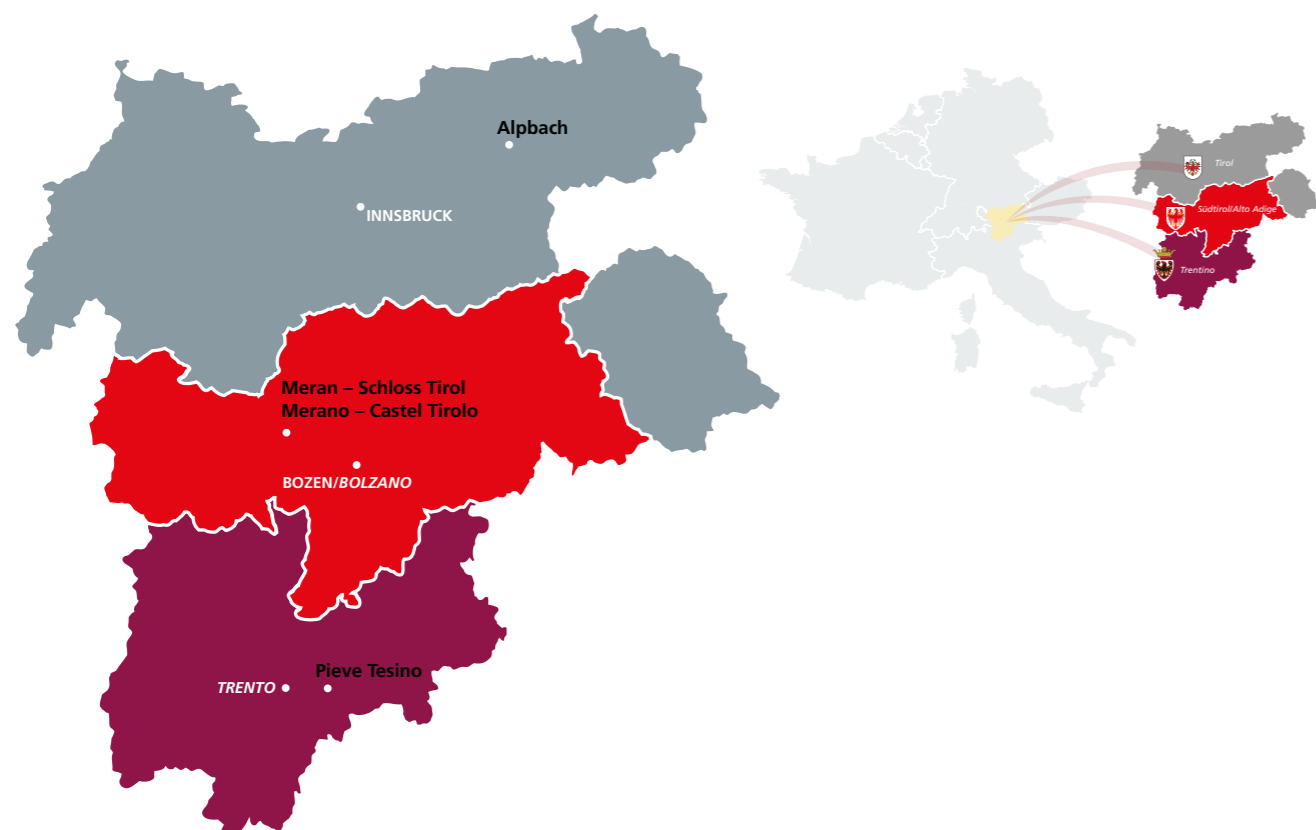 Alpbach
INNSBRUCK
Meran – Schloss Tirol
Merano – Castel Tirolo
BOZEN/BOLZANO
Pieve Tesino
TRENTO
Tirol
Südtirol/Alto Adige
Trentino